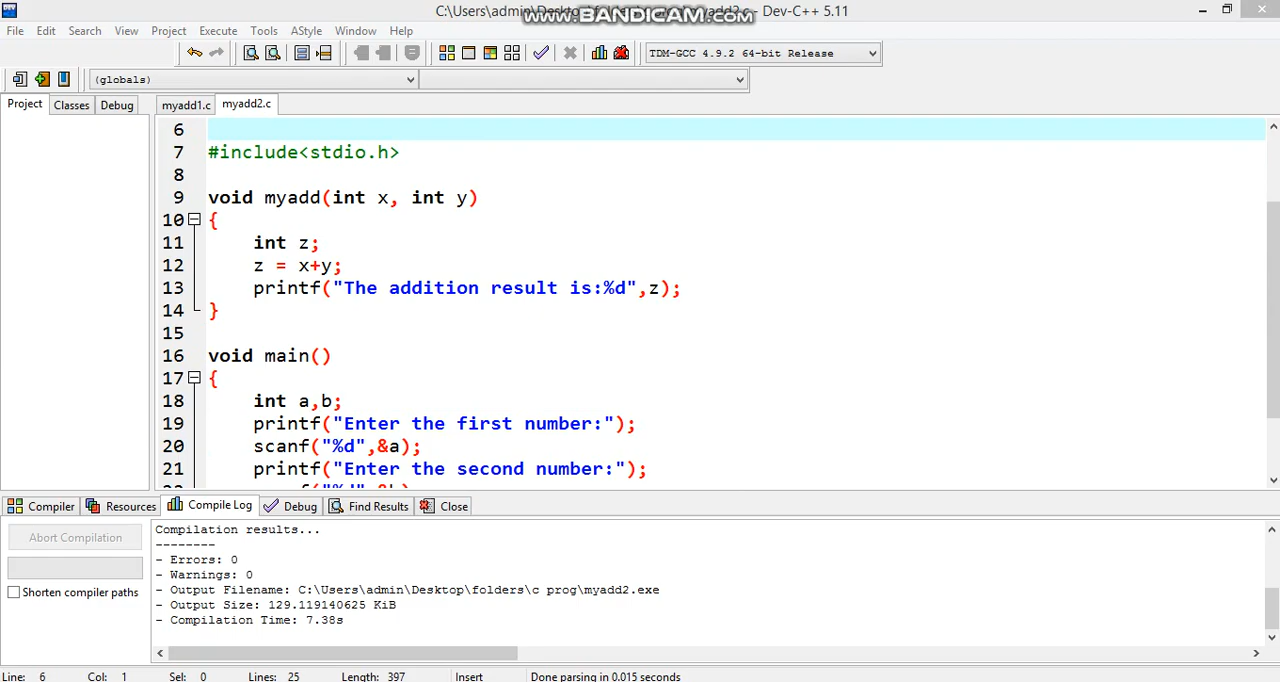 C:\Users\admin\Desktop\ www.BANDICAM.com - Dev-C++ 5.11
File Edit Search View Project Execute Tools AStyle Window Help
TDM-GCC 4.9.2 64-bit Release
(globals)
Project Classes Debug myadd1.c myadd2.c
6
7 #include<stdio.h>
8
9 void myadd(int x, int y)
10 {
11 int z;
12 z = x+y;
13 printf("The addition result is:%d",z);
14 }
15
16 void main()
17 {
18 int a,b;
19 printf("Enter the first number:");
20 scanf("%d",&a);
21 printf("Enter the second number:");
Compiler Resources Compile Log Debug Find Results Close
Abort Compilation
Shorten compiler paths
Compilation results...
--------
- Errors: 0
- Warnings: 0
- Output Filename: C:\Users\admin\Desktop\folders\c prog\myadd2.exe
- Output Size: 129.119140625 KiB
- Compilation Time: 7.38s
Line: 6 Col: 1 Sel: 0 Lines: 25 Length: 397 Insert Done parsing in 0.015 seconds